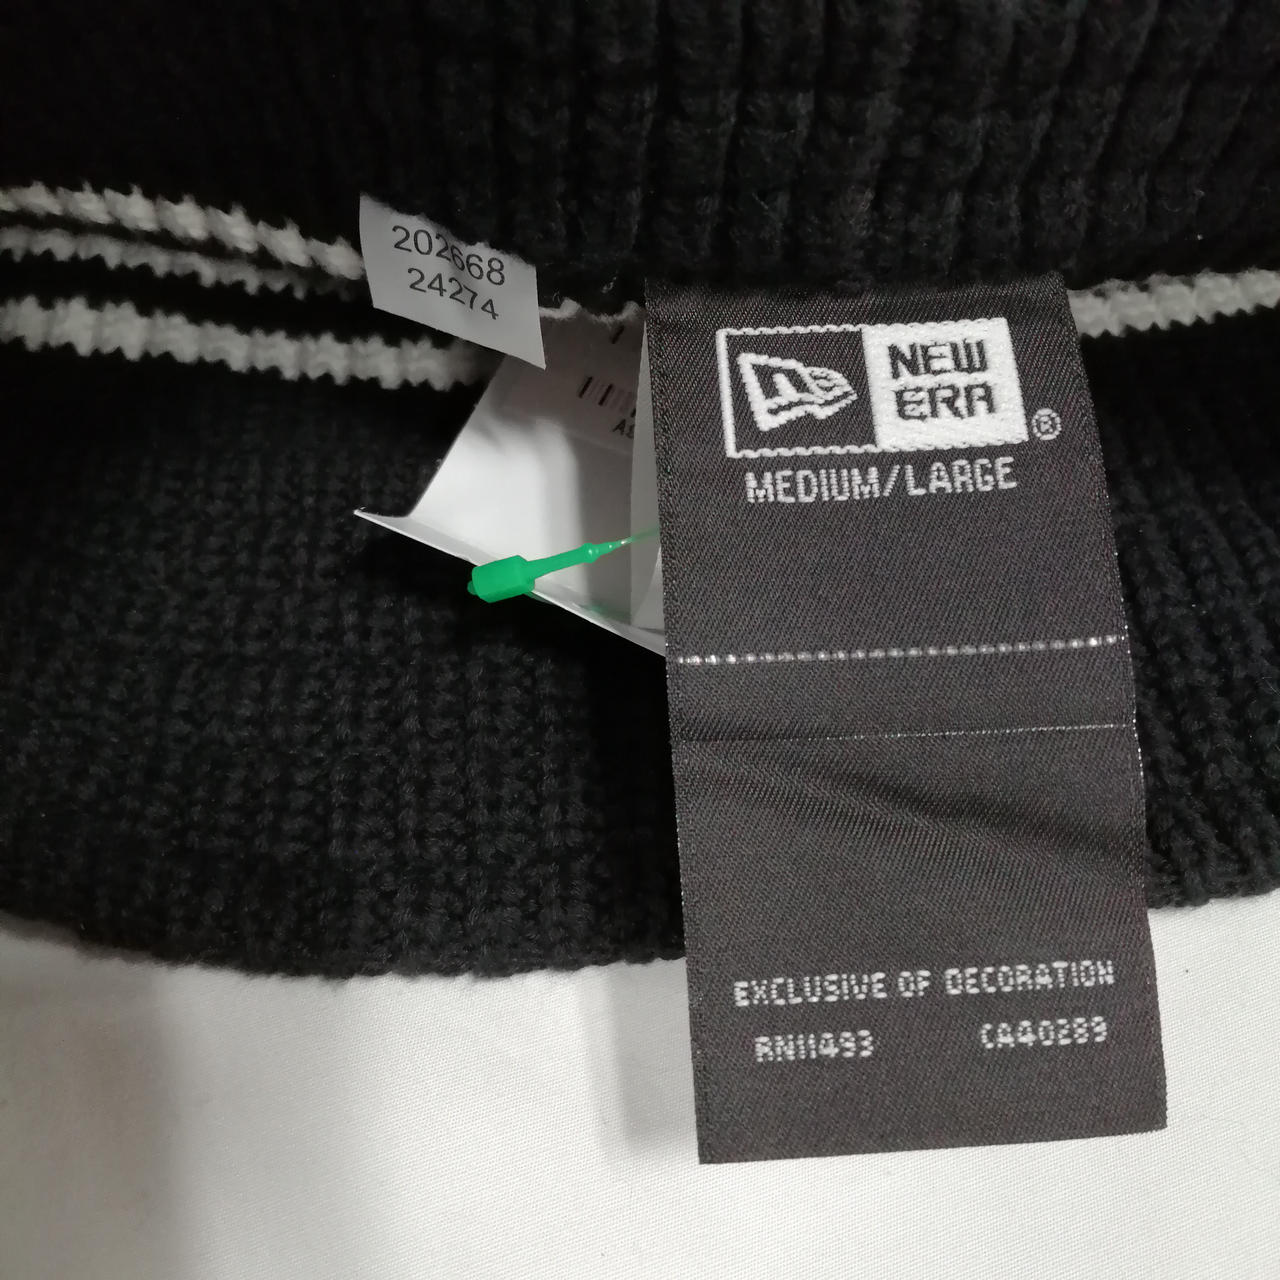 202668
24274
NEW
ERA
®
MEDIUM/LARGE
EXCLUSIVE OF DECORATION
RN11493 CA40289